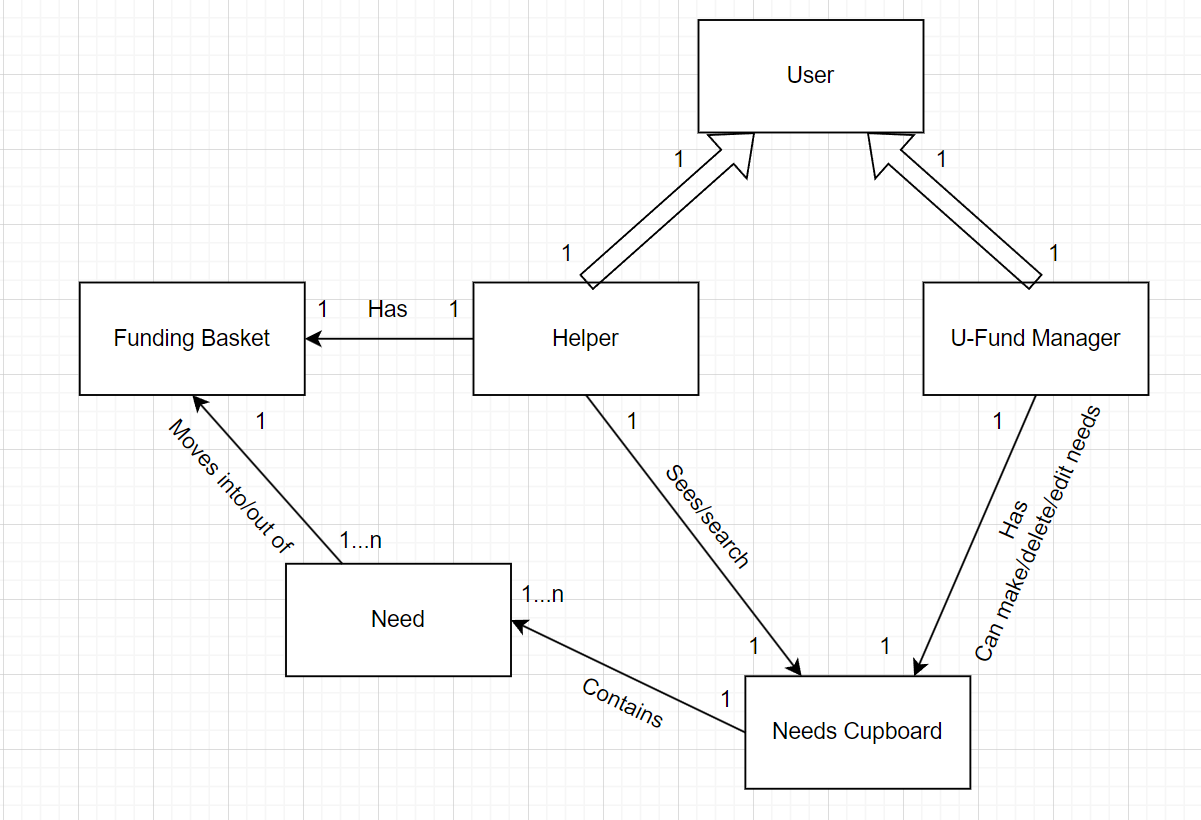 User
1
1
1
1
Funding Basket
1
Has
1
Helper
U-Fund Manager
1
Moves into/out of
1...n
1
Sees/search
1
1
Has
Can make/delete/edit needs
1
Need
1...n
Contains
1
Needs Cupboard